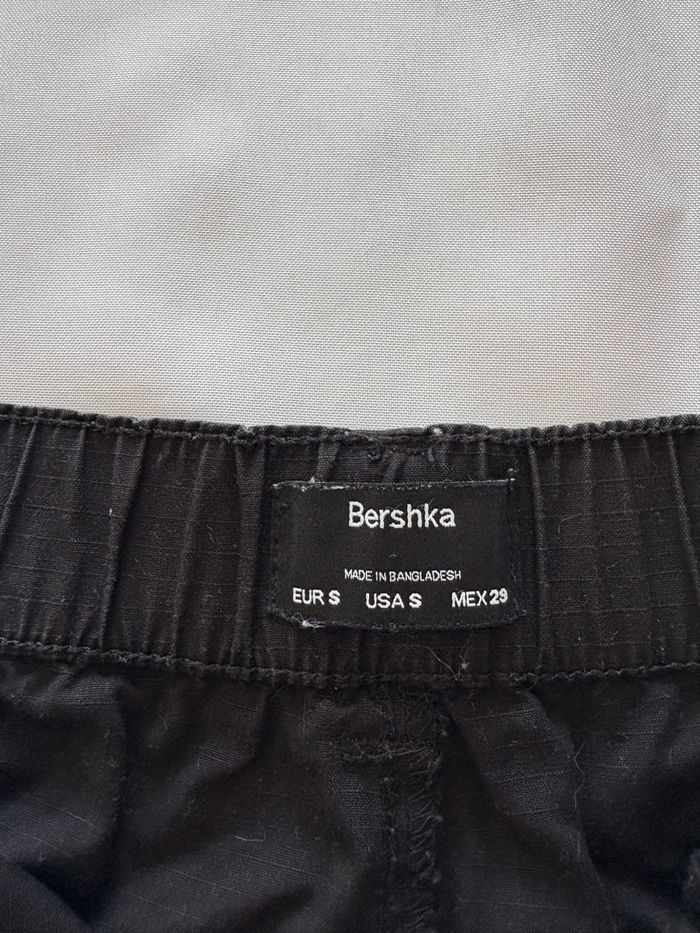 Bershka
MADE IN BANGLADESH
EUR S USA S MEX 29